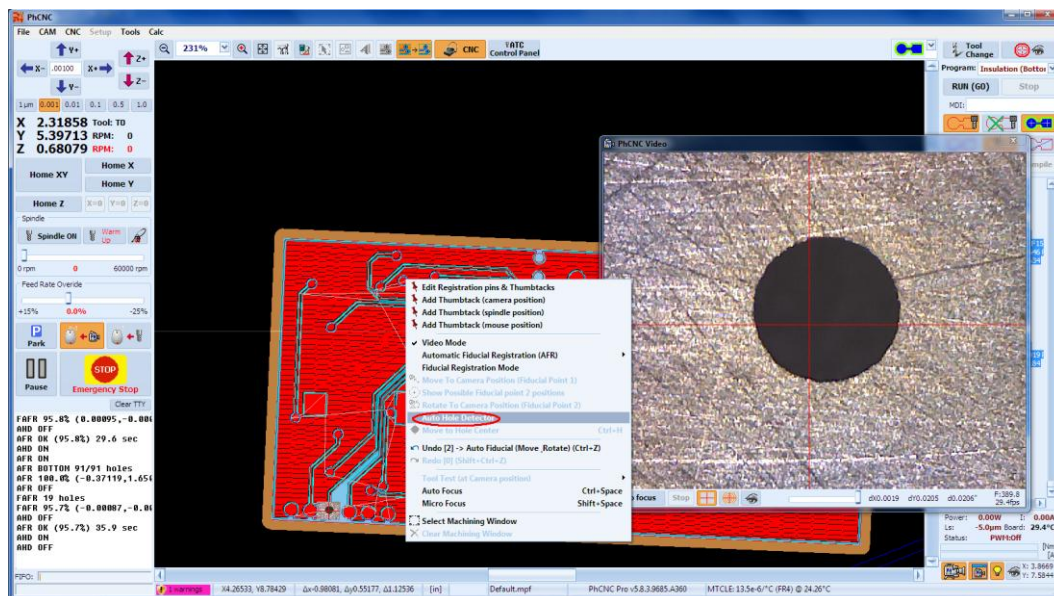 PhCNC
File CAM CNC Setup Tools Calc
231%
CNC
YATC
Control Panel
Tool
Change
Y+
X- .00100 X+
Y-
Z+
Z-
1µm 0.001 0.01 0.1 0.5 1.0
X 2.31858 Tool: T0
Y 5.39713 RPM: 0
Z 0.68079 RPM: 0
Home XY
Home X
Home Y
Home Z X=0 Y=0 Z=0
Spindle
Spindle ON Warm Up
0 rpm 0 60000 rpm
Feed Rate Override
+15% 0.0% -25%
Park
Pause
STOP
Emergency Stop
Clear TTY
FAFR 95.8% (0.00095,-0.000
AHD OFF
AFR OK (95.8%) 29.6 sec
AHD ON
AFR ON
AFR BOTTOM 91/91 holes
AFR 100.0% (-0.37119,1.656
AFR OFF
FAFR 19 holes
FAFR 95.7% (-0.00087,-0.00
AHD OFF
AFR OK (95.7%) 35.9 sec
AHD ON
AHD OFF
FIFO:
Edit Registration pins & Thumbtacks
Add Thumbtack (camera position)
Add Thumbtack (spindle position)
Add Thumbtack (mouse position)
Video Mode
Automatic Fiducial Registration (AFR)
Fiducial Registration Mode
Move To Camera Position (Fiducial Point 1)
Show Possible Fiducial point 2 positions
Rotate To Camera Position (Fiducial Point 2)
Auto Hole Detector
Move to Hole Center Ctrl+H
Undo [2] -> Auto Fiducial (Move_Rotate) (Ctrl+Z)
Redo [0] (Shift+Ctrl+Z)
Tool Test (at Camera position)
Auto Focus Ctrl+Space
Micro Focus Shift+Space
Select Machining Window
Clear Machining Window
PhCNC Video
focus Stop
dX0.0019 dY0.0205 d0.0206"
F:389.8
29.4fps
Program: Insulation (Bottom
RUN (G0) Stop
MDI:
Power: 0.00W I: 0.00A
Ls: -5.0µm Board: 29.4°C
Status: PWM:Off
X: 3.8669
Y: 7.5844
1 warnings X4.26533, Y8.78429 Δx-0.98081, Δy0.55177, Δ1.12536 [in] Default.mpf PhCNC Pro v5.8.3.9685.A360 MTCLE: 13.5e-6/°C (FR4) @ 24.26°C